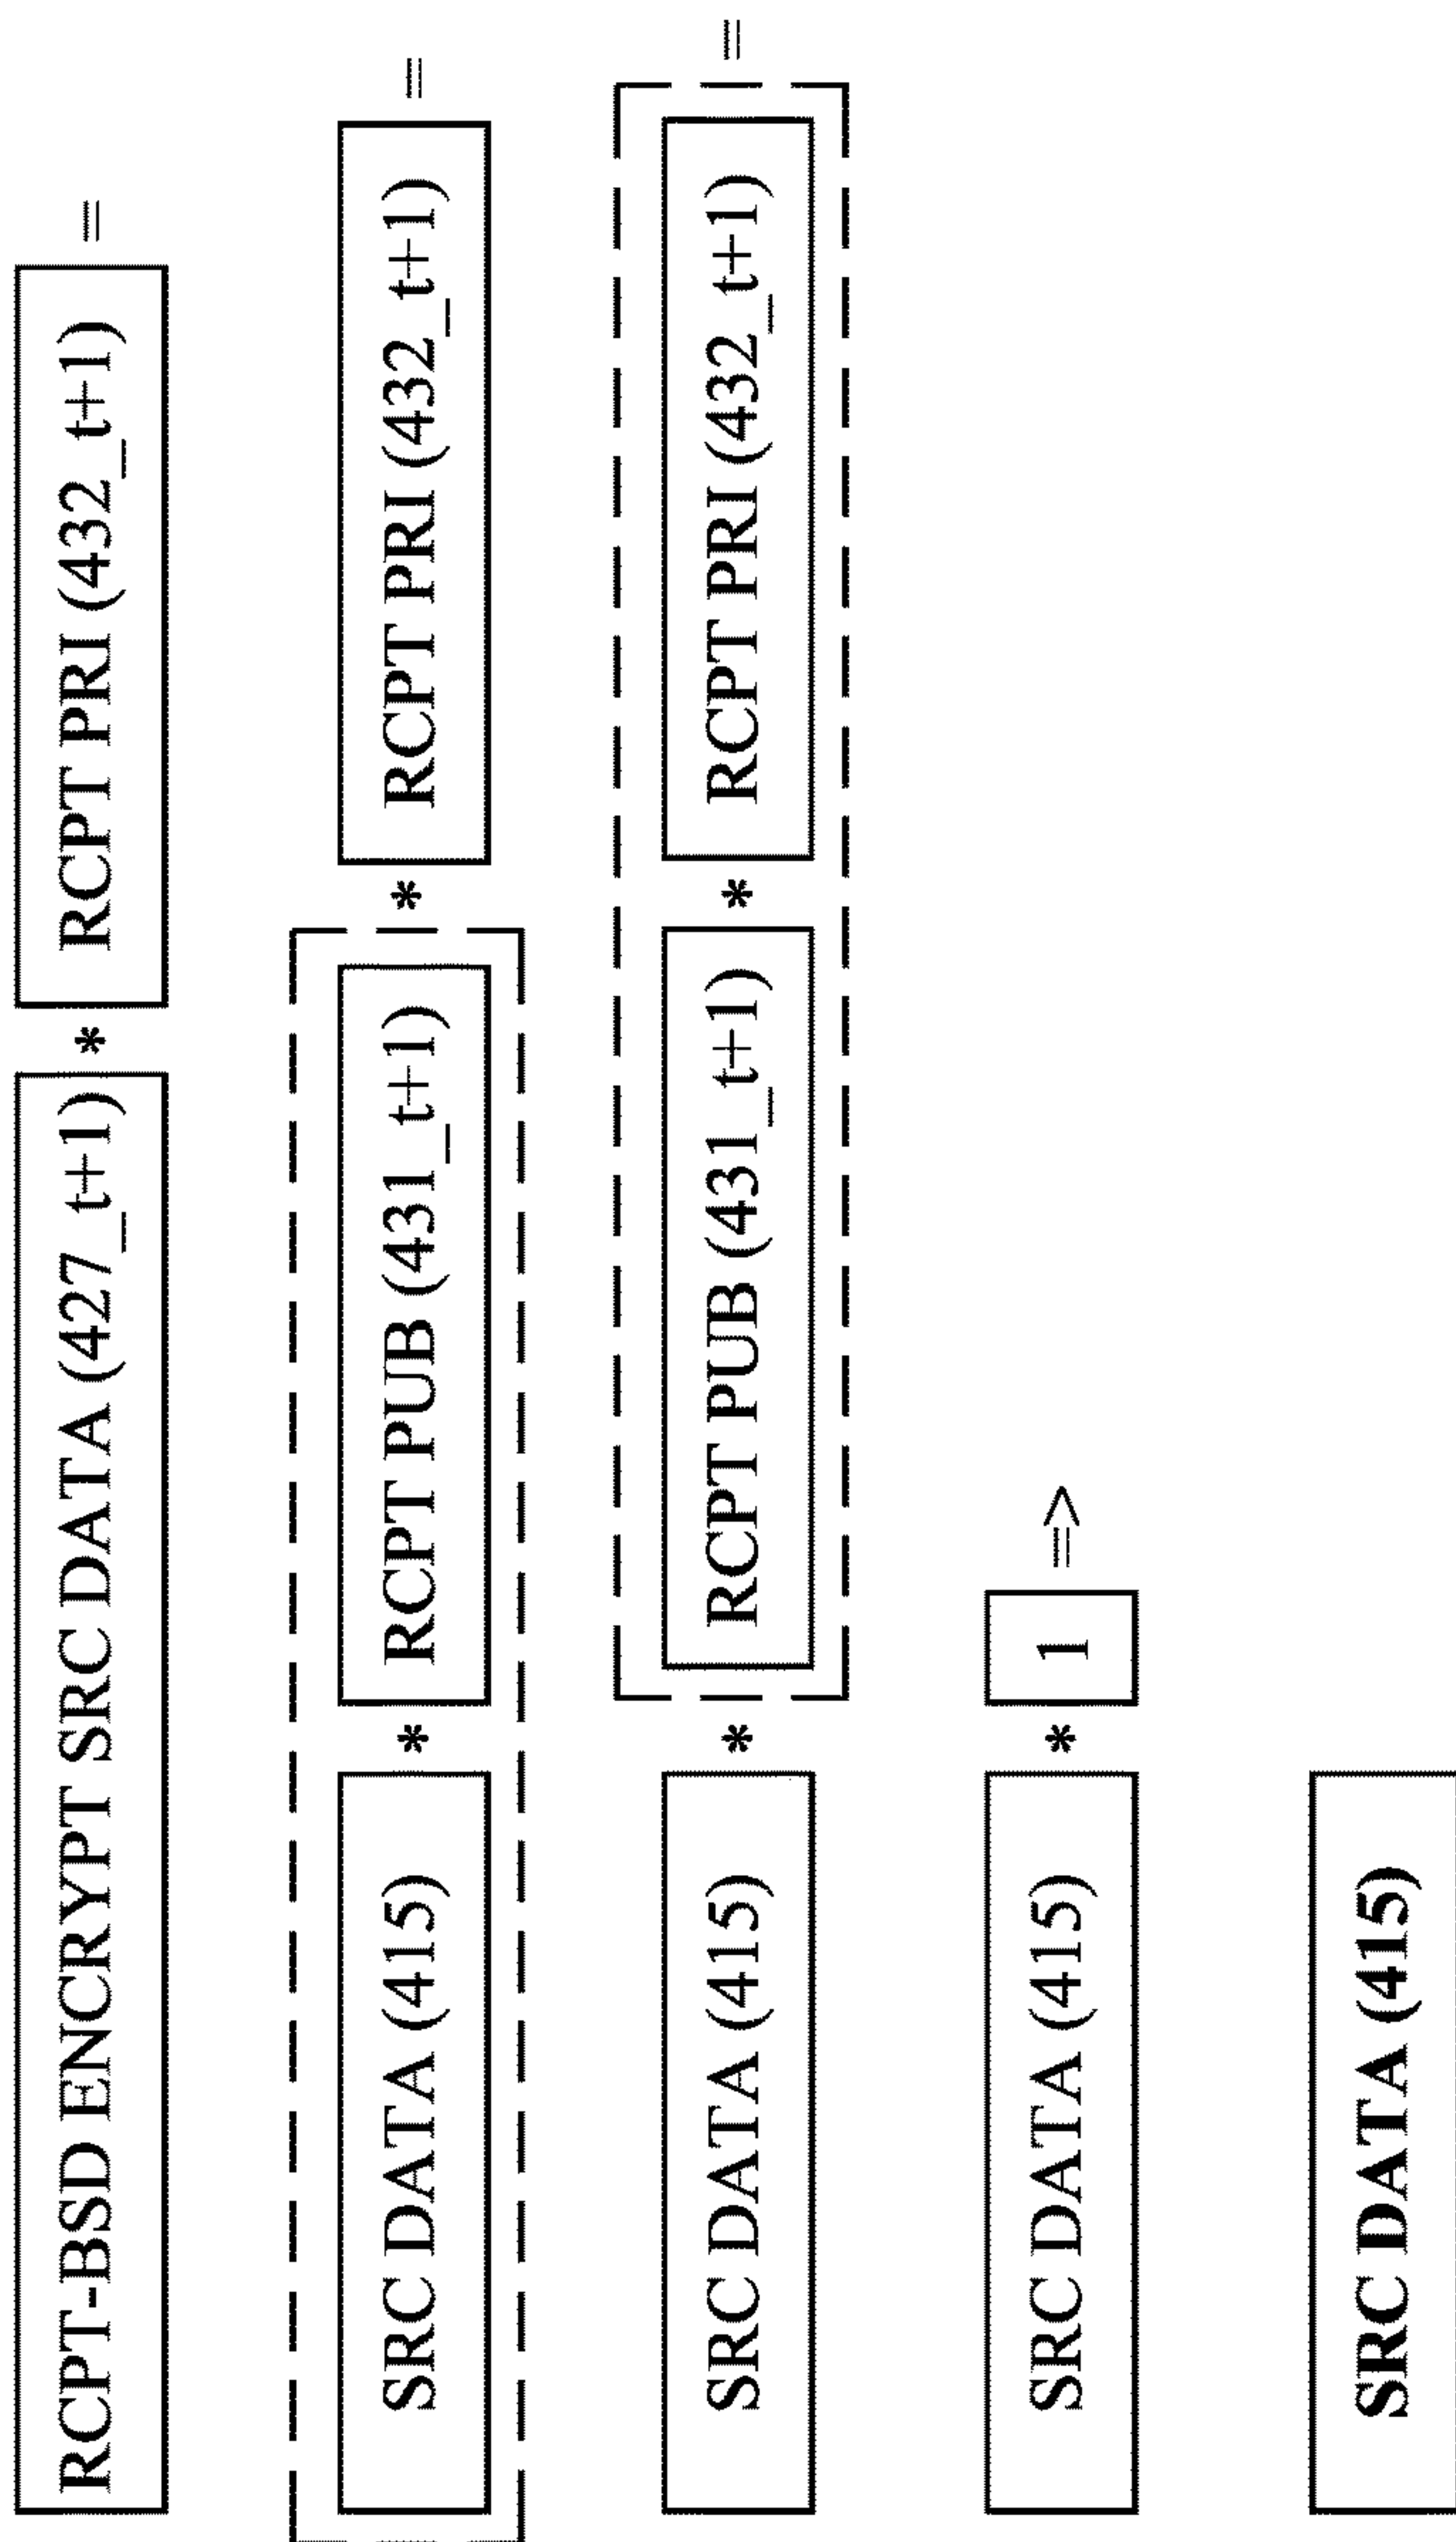 RCPT-BSD ENCRYPT SRC DATA (427_t+1) * RCPT PRI (432_t+1) =
SRC DATA (415) * RCPT PUB (431_t+1) * RCPT PRI (432_t+1) =
SRC DATA (415) * RCPT PUB (431_t+1) * RCPT PRI (432_t+1) =
SRC DATA (415) * 1 =>
SRC DATA (415)